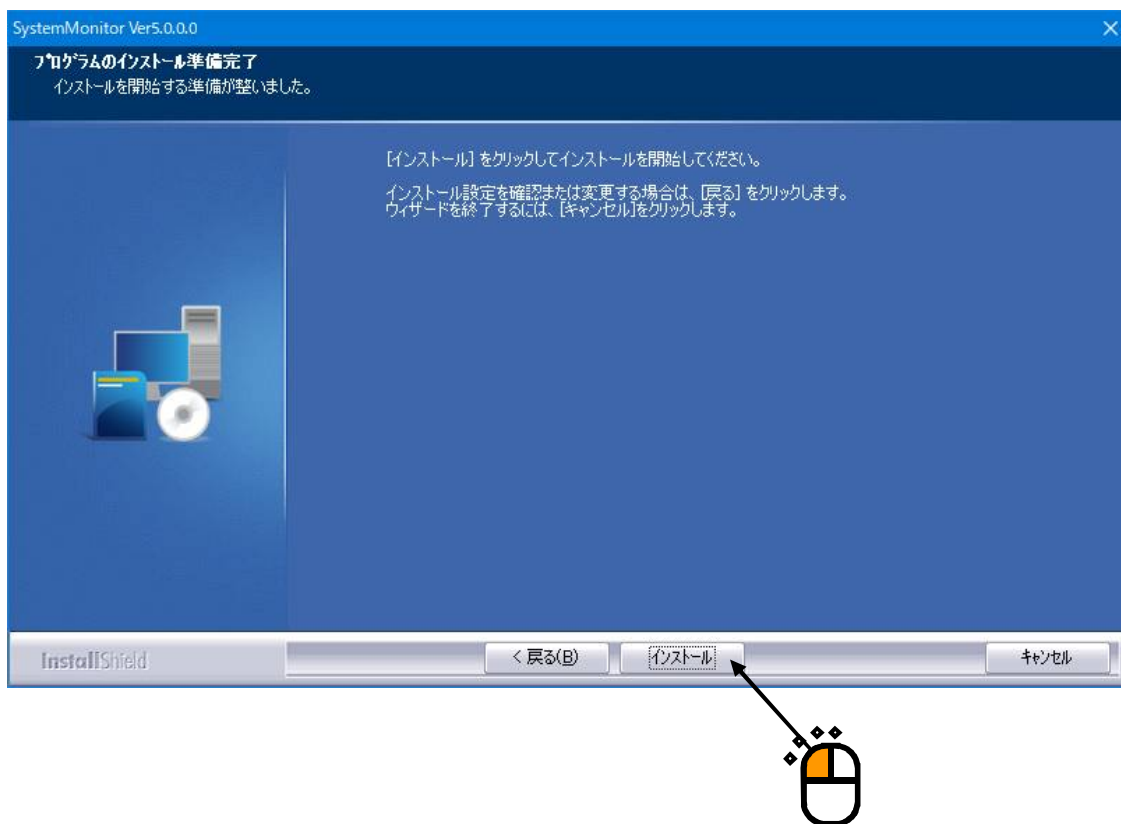 SystemMonitor Ver5.0.0.0
プログラムのインストール準備完了
インストールを開始する準備が整いました。
[インストール] をクリックしてインストールを開始してください。
インストール設定を確認または変更する場合は、[戻る] をクリックします。
ウィザードを終了するには、[キャンセル]をクリックします。
InstallShield
< 戻る(B)
インストール
キャンセル